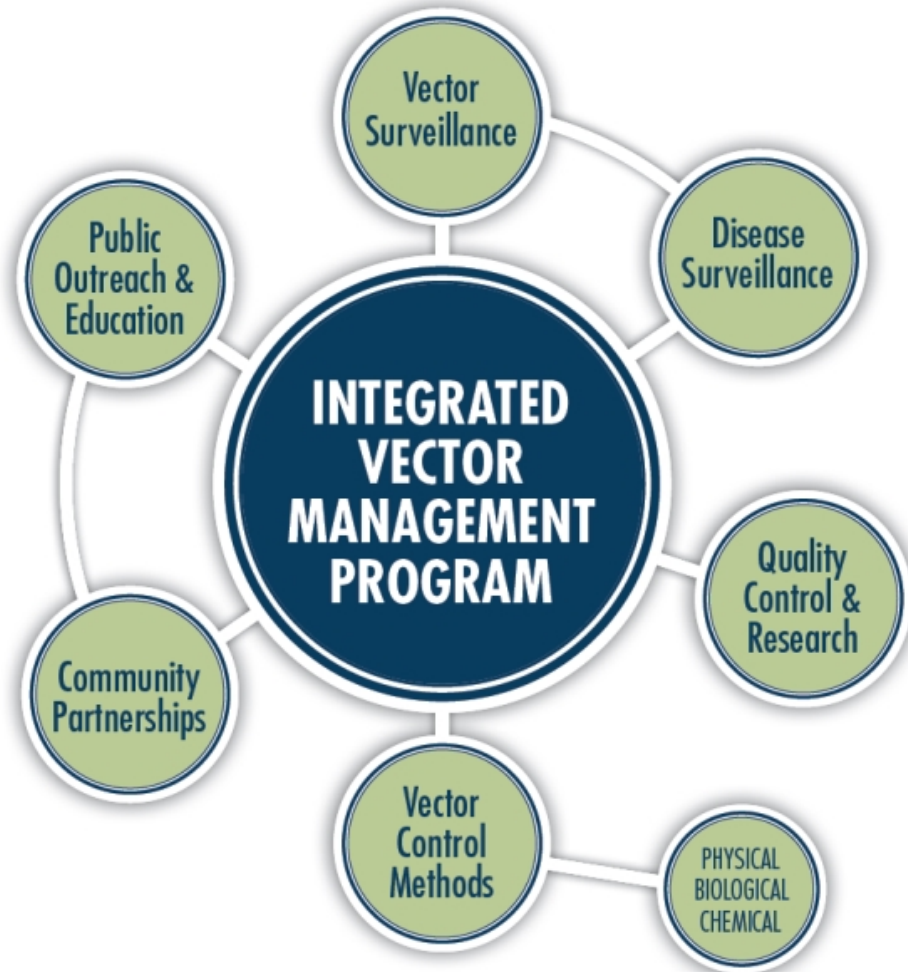 Vector
Surveillance
Disease
Surveillance
Public
Outreach &
Education
INTEGRATED
VECTOR
MANAGEMENT
PROGRAM
Quality
Control &
Research
Community
Partnerships
Vector
Control
Methods
PHYSICAL
BIOLOGICAL
CHEMICAL